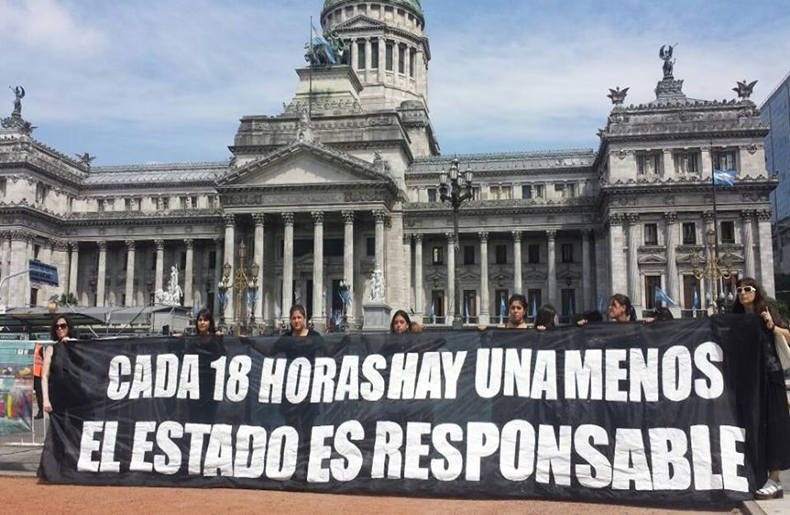 CADA 18 HORAS HAY UNA MENOS
EL ESTADO ES RESPONSABLE